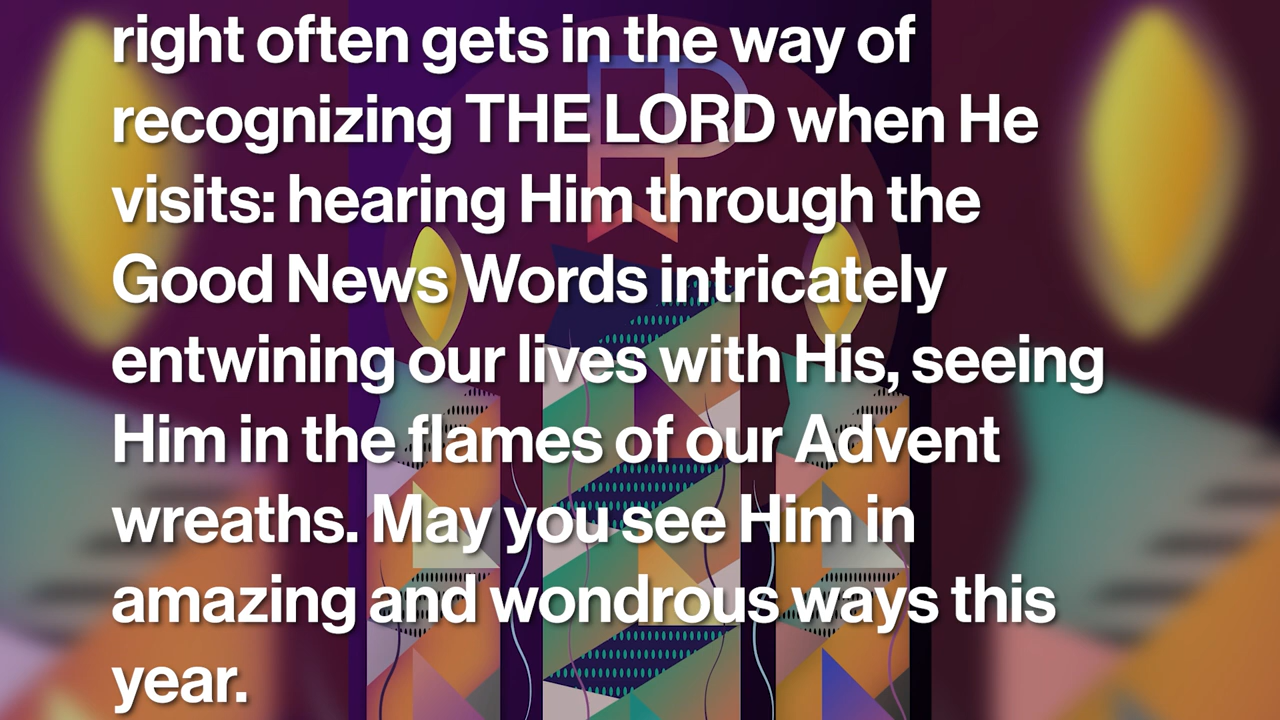 right often gets in the way of
recognizing THE LORD when He
visits: hearing Him through the
Good News Words intricately
entwining our lives with His, seeing
Him in the flames of our Advent
wreaths. May you see Him in
amazing and wondrous ways this
year.